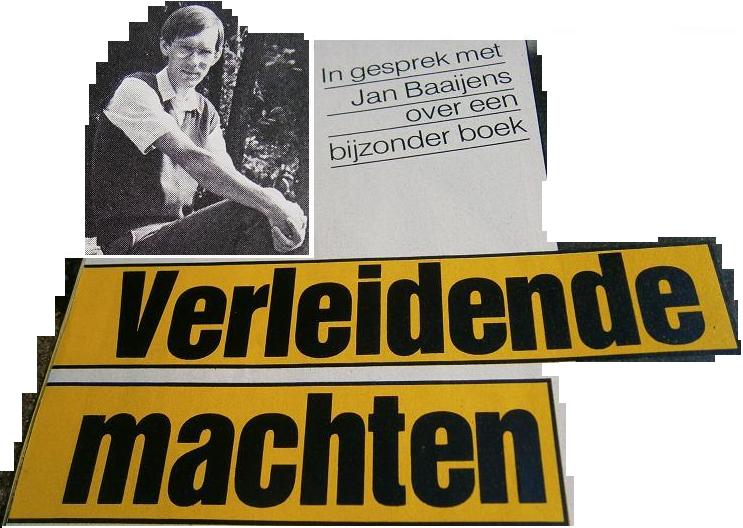 In gesprek met
Jan Baaijens
over een
bijzonder boek
Verleidende
machten